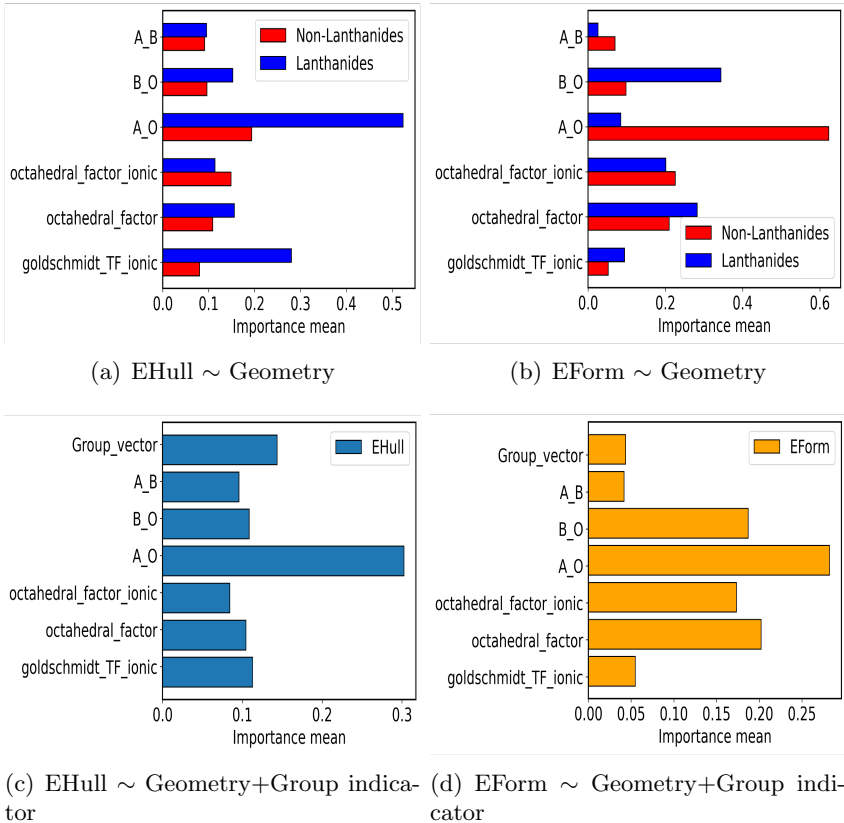 A_B
B_O
A_O
octahedral_factor_ionic
octahedral_factor
goldschmidt_TF_ionic
Non-Lanthanides
Lanthanides
0.0 0.1 0.2 0.3 0.4 0.5
Importance mean
(a) EHull ∼ Geometry
A_B
B_O
A_O
octahedral_factor_ionic
octahedral_factor
goldschmidt_TF_ionic
Non-Lanthanides
Lanthanides
0.0 0.2 0.4 0.6
Importance mean
(b) EForm ∼ Geometry
Group_vector
A_B
B_O
A_O
octahedral_factor_ionic
octahedral_factor
goldschmidt_TF_ionic
EHull
0.0 0.1 0.2 0.3
Importance mean
(c) EHull ∼ Geometry+Group indica-
tor
Group_vector
A_B
B_O
A_O
octahedral_factor_ionic
octahedral_factor
goldschmidt_TF_ionic
EForm
0.00 0.05 0.10 0.15 0.20 0.25
Importance mean
(d) EForm ∼ Geometry+Group indi-
cator